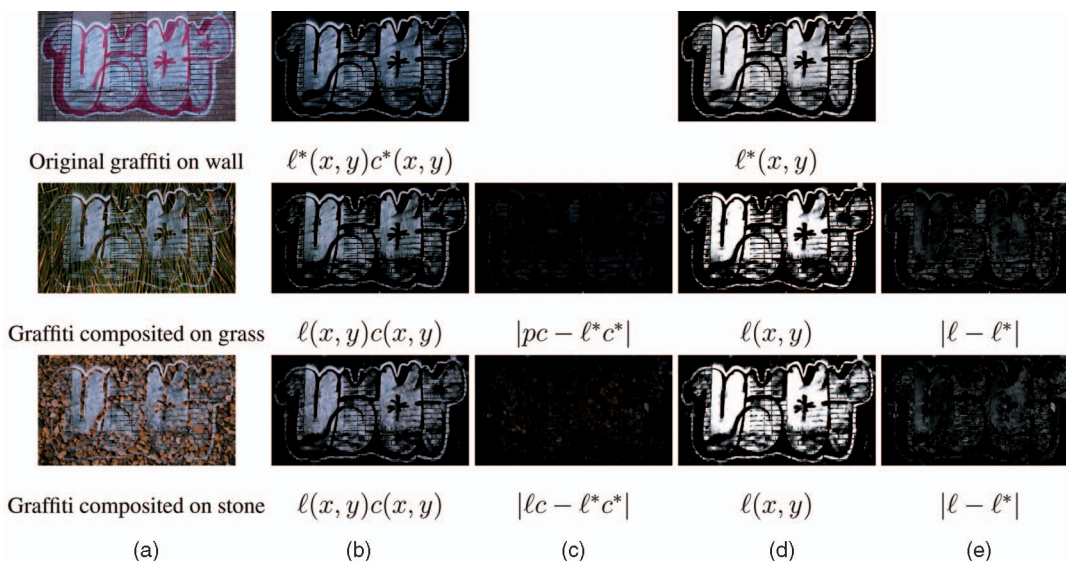 Original graffiti on wall ℓ*(x, y)c*(x, y) ℓ*(x, y)
Graffiti composited on grass ℓ(x, y)c(x, y) |pc − ℓ*c*| ℓ(x, y) |ℓ − ℓ*|
Graffiti composited on stone ℓ(x, y)c(x, y) |ℓc − ℓ*c*| ℓ(x, y) |ℓ − ℓ*|
(a) (b) (c) (d) (e)